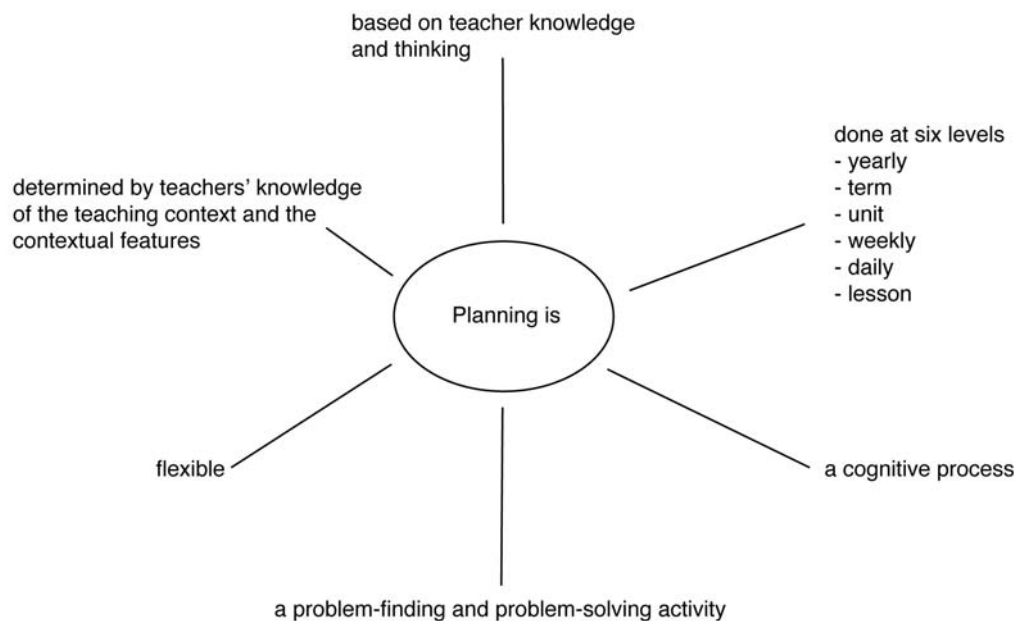 based on teacher knowledge
and thinking
done at six levels
- yearly
- term
- unit
- weekly
- daily
- lesson
determined by teachers’ knowledge
of the teaching context and the
contextual features
Planning is
flexible
a cognitive process
a problem-finding and problem-solving activity